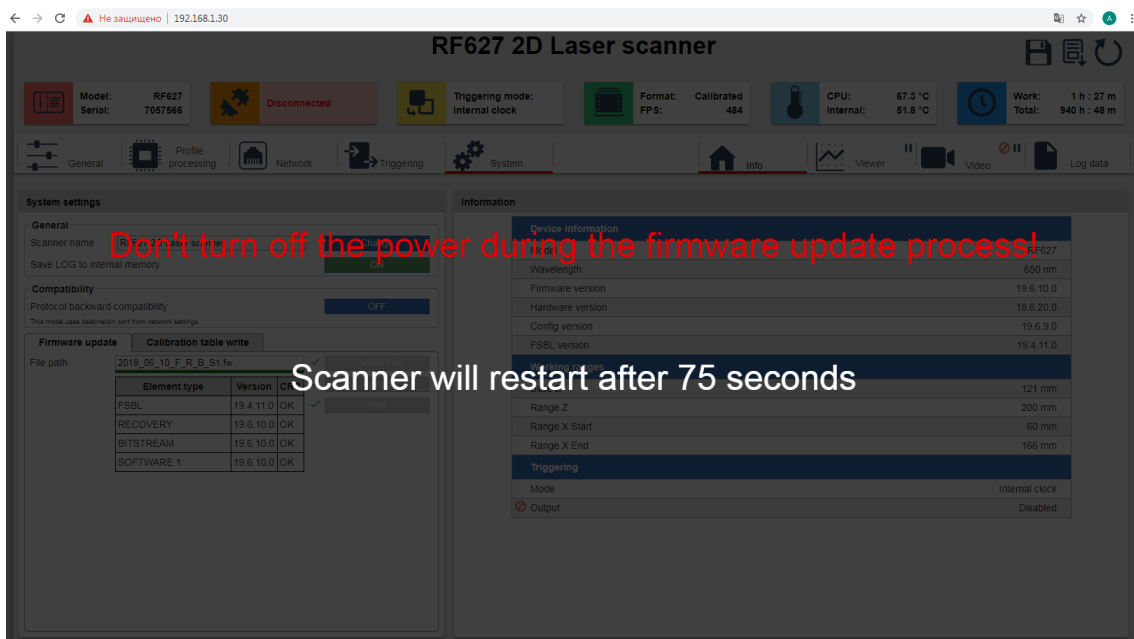 Не защищено 192.168.1.30
A
RF627 2D Laser scanner
Model: RF627
Serial: 7057566
Disconnected
Triggering mode:
Internal clock
Format: Calibrated
FPS: 484
CPU: 67.3 °C
Internal: 51.8 °C
Work: 1 h : 27 m
Total: 940 h : 48 m
General
Profile
processing
Network
Triggering
System
Info
Viewer
Video
Log data
System settings
General
Scanner name RF627 2D Laser scanner Change
Save LOG to internal memory ON
Compatibility
Protocol backward compatibility OFF
This mode uses destination port from network settings
Firmware update Calibration table write
File path 2019_06_10_F_R_B_S1.fw
Element type Version
FSBL 19.4.11.0 OK Start
RECOVERY 19.6.10.0 OK
BITSTREAM 19.6.10.0 OK
SOFTWARE 1 19.6.10.0 OK
Don't turn off the power during the firmware update process!
Scanner will restart after 75 seconds
Information
Device information
Model RF627
Wavelength 650 nm
Firmware version 19.6.10.0
Hardware version 18.6.20.0
Config version 19.6.9.0
FSBL version 19.4.11.0
Working ranges
121 mm
Range Z 200 mm
Range X Start 60 mm
Range X End 166 mm
Triggering
Mode Internal clock
Output Disabled